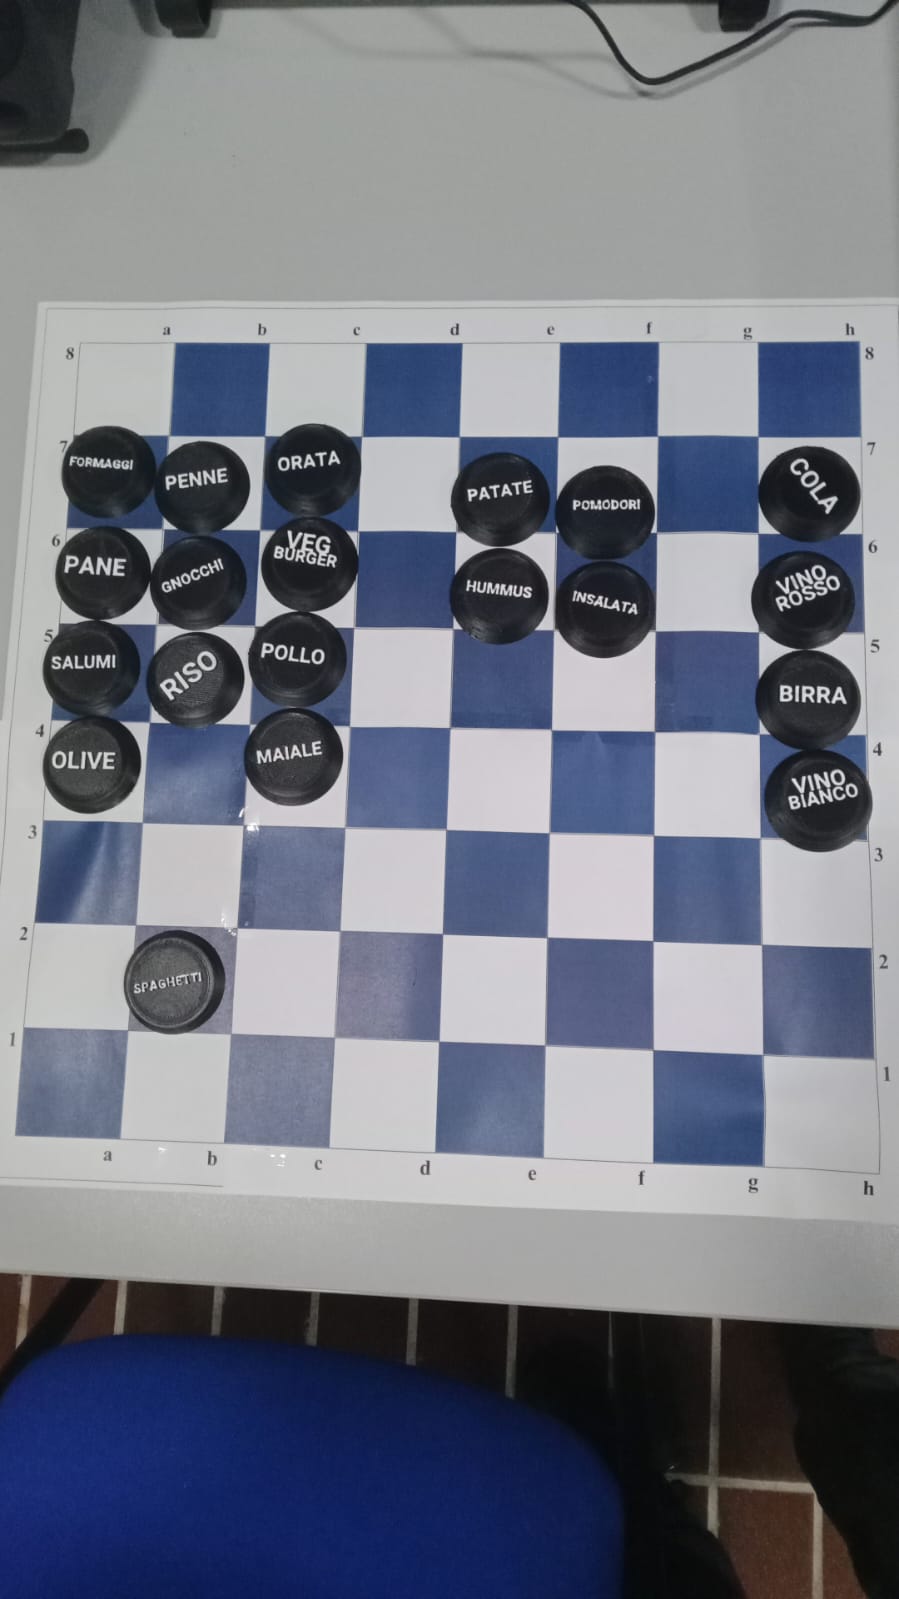 a b c d e f g h
8 8
7 7
FORMAGGI
PENNE
ORATA
PATATE
POMODORI
COLA
6 6
PANE
GNOCCHI
VEG
BURGER
HUMMUS
INSALATA
VINO
ROSSO
5 5
SALUMI
RISO
POLLO
BIRRA
4 4
OLIVE
MAIALE
VINO
BIANCO
3 3
2 2
SPAGHETTI
1 1
a b c d e f g h